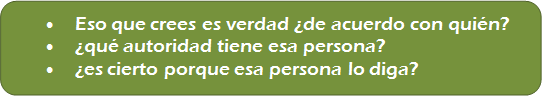 • Eso que crees es verdad ¿de acuerdo con quién?
• ¿qué autoridad tiene esa persona?
• ¿es cierto porque esa persona lo diga?